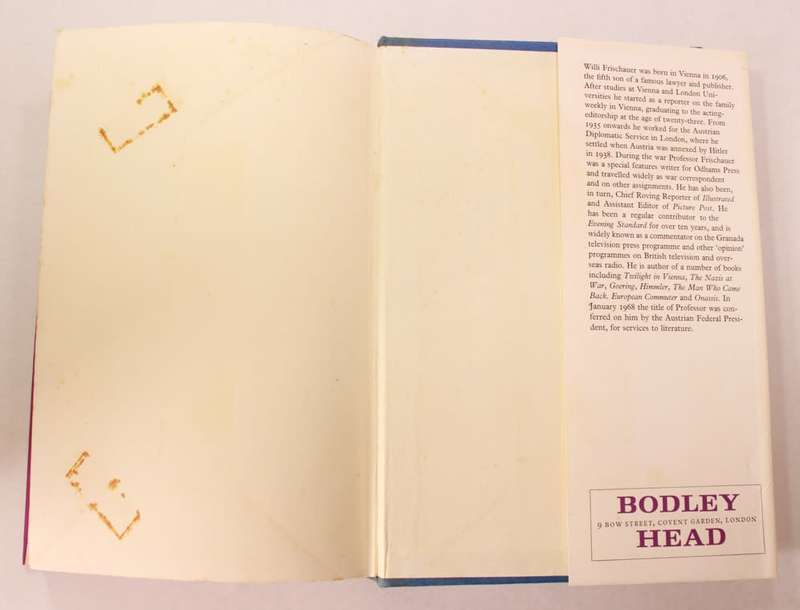 Willi Frischauer was born in Vienna in 1906,
the fifth son of a famous lawyer and publisher.
After studies at Vienna and London Uni-
versities he started as a reporter on the family
weekly in Vienna, graduating to the acting-
editorship at the age of twenty-three. From
1935 onwards he worked for the Austrian
Diplomatic Service in London, where he
settled when Austria was annexed by Hitler
in 1938. During the war Professor Frischauer
was a special features writer for Odhams Press
and travelled widely as war correspondent
and on other assignments. He has also been,
in turn, Chief Roving Reporter of Illustrated
and Assistant Editor of Picture Post. He
has been a regular contributor to the
Evening Standard for over ten years, and is
widely known as a commentator on the Granada
television press programme and other 'opinion'
programmes on British television and over-
seas radio. He is author of a number of books
including Twilight in Vienna, The Nazis at
War, Goering, Himmler, The Man Who Came
Back, European Commuter and Onassis. In
January 1968 the title of Professor was con-
ferred on him by the Austrian Federal Presi-
dent, for services to literature.
BODLEY
9 BOW STREET, COVENT GARDEN, LONDON
HEAD